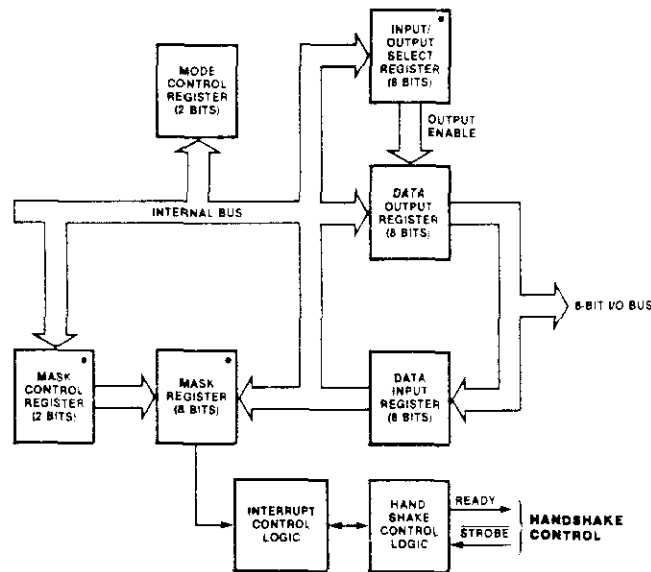 MODE
CONTROL
REGISTER
(2 BITS)
INPUT/
OUTPUT
SELECT
REGISTER
(8 BITS)
OUTPUT
ENABLE
DATA
OUTPUT
REGISTER
(8 BITS)
INTERNAL BUS
8-BIT I/O BUS
MASK
CONTROL
REGISTER
(2 BITS)
MASK
REGISTER
(8 BITS)
DATA
INPUT
REGISTER
(8 BITS)
INTERRUPT
CONTROL
LOGIC
HAND
SHAKE
CONTROL
LOGIC
READY
STROBE
HANDSHAKE
CONTROL